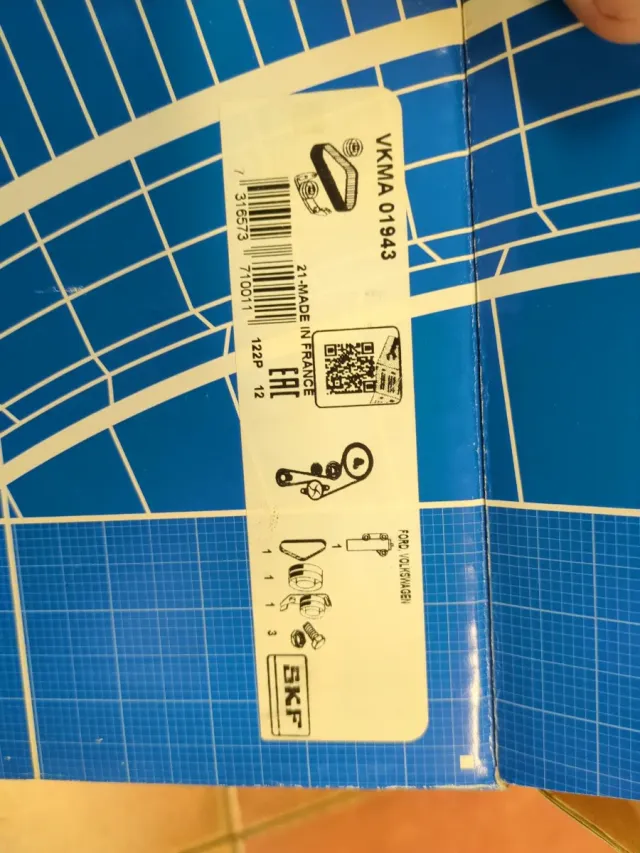 VKMA 01943
7 316573 710011
21-MADE IN FRANCE
EAC
122P 12
FORD, VOLKSWAGEN
1
1
1
1
3
SKF